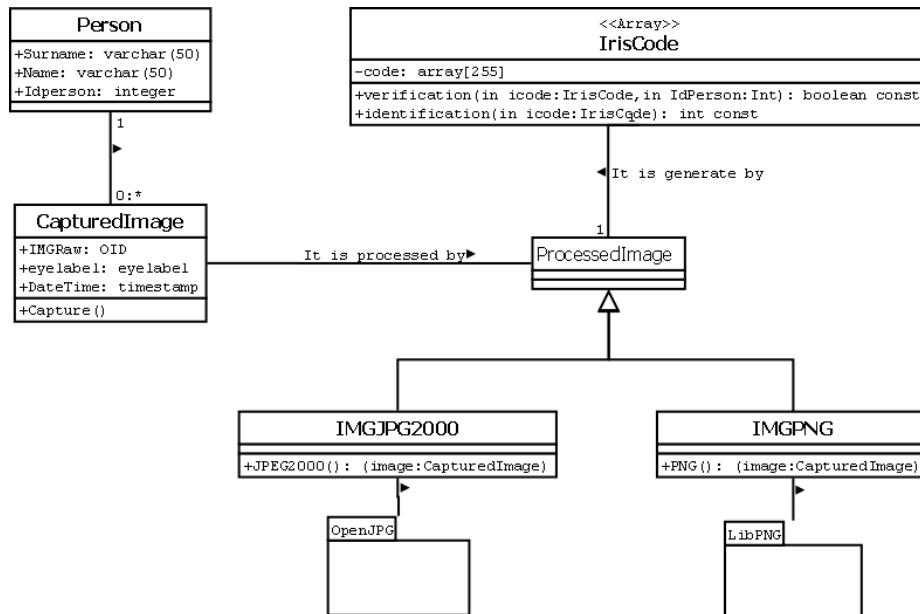 Person
+Surname: varchar(50)
+Name: varchar(50)
+Idperson: integer
<<Array>>
IrisCode
-code: array[255]
+verification(in icode:IrisCode,in IdPerson:Int): boolean const
+identification(in icode:IrisCode): int const
1
1
It is generate by
0:*
1
CapturedImage
+IMGRaw: OID
+eyelabel: eyelabel
+DateTime: timestamp
+Capture()
It is processed by
ProcessedImage
IMGJPG2000
+JPEG2000(): (image:CapturedImage)
IMGPNG
+PNG(): (image:CapturedImage)
OpenJPG
LibPNG